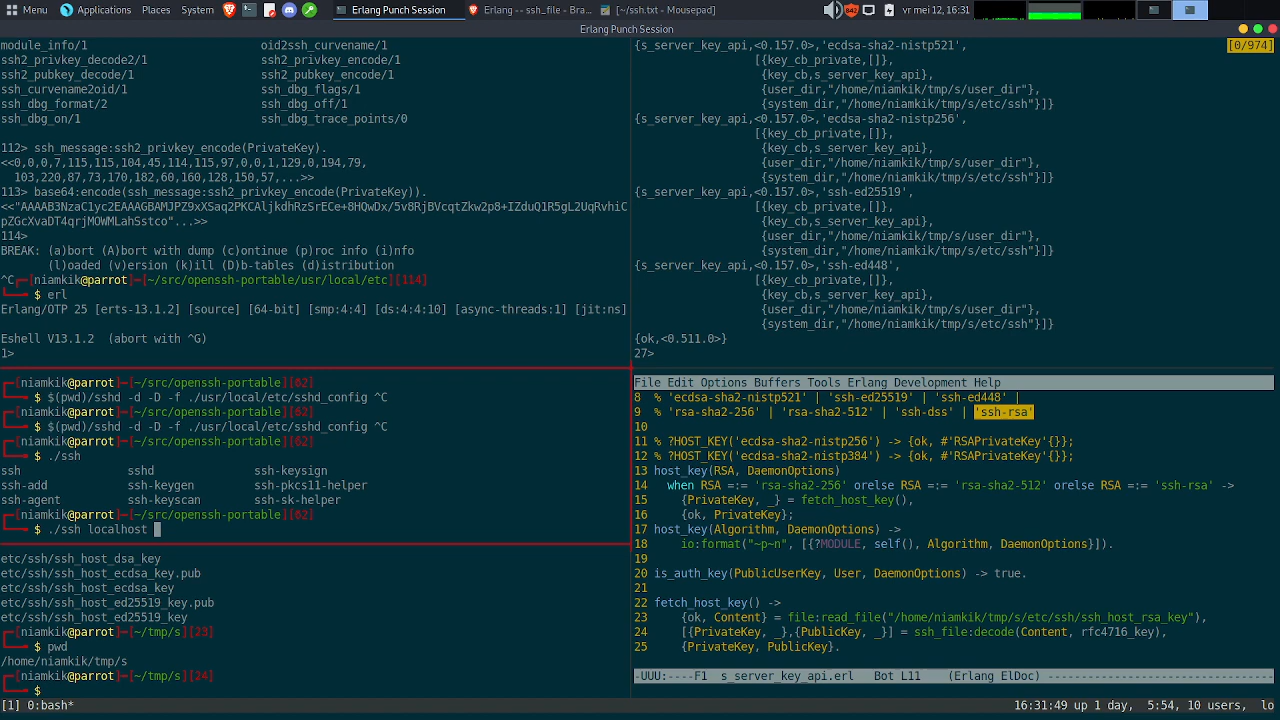 Menu Applications Places System Erlang Punch Session Erlang -- ssh_file - Bra... [~/ssh.txt - Mousepad] 842 vr mei 12, 16:31
Erlang Punch Session
module_info/1 oid2ssh_curvename/1
ssh2_privkey_decode2/1 ssh2_privkey_encode/1
ssh2_pubkey_decode/1 ssh2_pubkey_encode/1
ssh_curvename2oid/1 ssh_dbg_flags/1
ssh_dbg_format/2 ssh_dbg_off/1
ssh_dbg_on/1 ssh_dbg_trace_points/0
112> ssh_message:ssh2_privkey_encode(PrivateKey).
<<0,0,0,7,115,115,104,45,114,115,97,0,0,1,129,0,194,79,
103,220,87,73,170,182,60,160,128,150,57,...>>
113> base64:encode(ssh_message:ssh2_privkey_encode(PrivateKey)).
<<"AAAAB3NzaC1yc2EAAAGBAMJPZ9xXSaq2PKCAljkdhRzSrECe+8HQwDx/5v8RjBVcqtZkw2p8+IZduQ1R5gL2UqRvhiC
pZGcXvaDT4qrjMOWMLahSstco"...>>
114>
BREAK: (a)bort (A)bort with dump (c)ontinue (p)roc info (i)nfo
(l)oaded (v)ersion (k)ill (D)b-tables (d)istribution
^C┌─[niamkik@parrot]─[~/src/openssh-portable/usr/local/etc][114]
└──╼ $ erl
Erlang/OTP 25 [erts-13.1.2] [source] [64-bit] [smp:4:4] [ds:4:4:10] [async-threads:1] [jit:ns]
Eshell V13.1.2 (abort with ^G)
1>
┌─[niamkik@parrot]─[~/src/openssh-portable][62]
└──╼ $ $(pwd)/sshd -d -D -f ./usr/local/etc/sshd_config ^C
┌─[niamkik@parrot]─[~/src/openssh-portable][62]
└──╼ $ $(pwd)/sshd -d -D -f ./usr/local/etc/sshd_config ^C
┌─[niamkik@parrot]─[~/src/openssh-portable][62]
└──╼ $ ./ssh
ssh sshd ssh-keysign
ssh-add ssh-keygen ssh-pkcs11-helper
ssh-agent ssh-keyscan ssh-sk-helper
┌─[niamkik@parrot]─[~/src/openssh-portable][62]
└──╼ $ ./ssh localhost
etc/ssh/ssh_host_dsa_key
etc/ssh/ssh_host_ecdsa_key.pub
etc/ssh/ssh_host_ecdsa_key
etc/ssh/ssh_host_ed25519_key.pub
etc/ssh/ssh_host_ed25519_key
┌─[niamkik@parrot]─[~/tmp/s][23]
└──╼ $ pwd
/home/niamkik/tmp/s
┌─[niamkik@parrot]─[~/tmp/s][24]
└──╼ $
{s_server_key_api,<0.157.0>,'ecdsa-sha2-nistp521', [0/974]
[{key_cb_private,[]},
{key_cb,s_server_key_api},
{user_dir,"/home/niamkik/tmp/s/user_dir"},
{system_dir,"/home/niamkik/tmp/s/etc/ssh"}]}
{s_server_key_api,<0.157.0>,'ecdsa-sha2-nistp256',
[{key_cb_private,[]},
{key_cb,s_server_key_api},
{user_dir,"/home/niamkik/tmp/s/user_dir"},
{system_dir,"/home/niamkik/tmp/s/etc/ssh"}]}
{s_server_key_api,<0.157.0>,'ssh-ed25519',
[{key_cb_private,[]},
{key_cb,s_server_key_api},
{user_dir,"/home/niamkik/tmp/s/user_dir"},
{system_dir,"/home/niamkik/tmp/s/etc/ssh"}]}
{s_server_key_api,<0.157.0>,'ssh-ed448',
[{key_cb_private,[]},
{key_cb,s_server_key_api},
{user_dir,"/home/niamkik/tmp/s/user_dir"},
{system_dir,"/home/niamkik/tmp/s/etc/ssh"}]}
{ok,<0.511.0>}
27>
File Edit Options Buffers Tools Erlang Development Help
8 % 'ecdsa-sha2-nistp521' | 'ssh-ed25519' | 'ssh-ed448' |
9 % 'rsa-sha2-256' | 'rsa-sha2-512' | 'ssh-dss' | 'ssh-rsa'
10
11 % ?HOST_KEY('ecdsa-sha2-nistp256') -> {ok, #'RSAPrivateKey'{}};
12 % ?HOST_KEY('ecdsa-sha2-nistp384') -> {ok, #'RSAPrivateKey'{}};
13 host_key(RSA, DaemonOptions)
14 when RSA =:= 'rsa-sha2-256' orelse RSA =:= 'rsa-sha2-512' orelse RSA =:= 'ssh-rsa' ->
15 {PrivateKey, _} = fetch_host_key(),
16 {ok, PrivateKey};
17 host_key(Algorithm, DaemonOptions) ->
18 io:format("~p~n", [{?MODULE, self(), Algorithm, DaemonOptions}]).
19
20 is_auth_key(PublicUserKey, User, DaemonOptions) -> true.
21
22 fetch_host_key() ->
23 {ok, Content} = file:read_file("/home/niamkik/tmp/s/etc/ssh/ssh_host_rsa_key"),
24 [{PrivateKey, _},{PublicKey, _}] = ssh_file:decode(Content, rfc4716_key),
25 {PrivateKey, PublicKey}.
-UUU:----F1 s_server_key_api.erl Bot L11 (Erlang ElDoc) -----------------------------------
[1] 0:bash* 16:31:49 up 1 day, 5:54, 10 users, lo